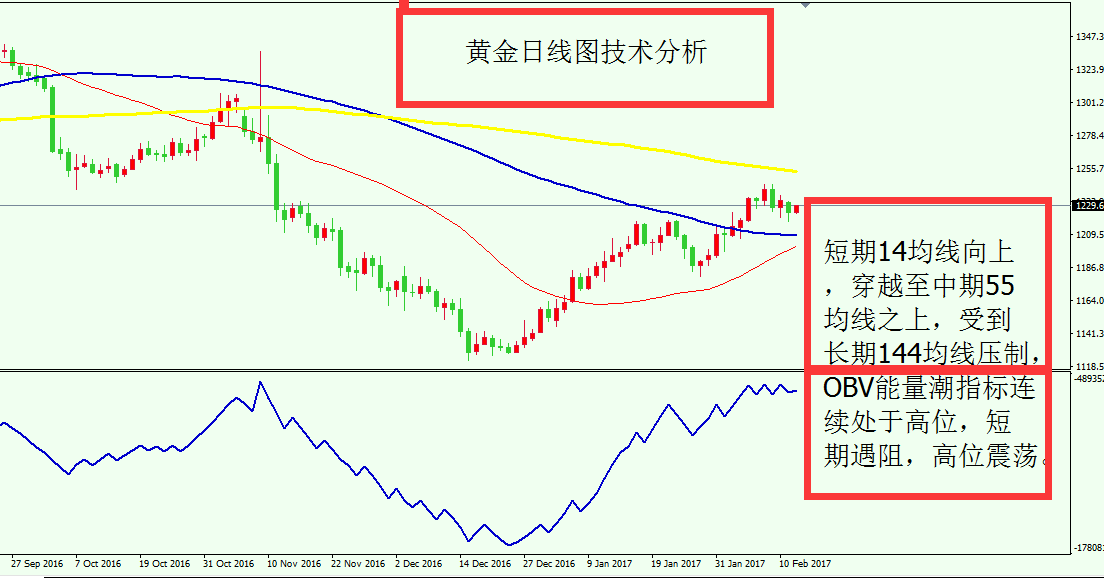 黄金日线图技术分析
1347.3
1323.9
1301.2
1278.4
1255.7
1229.6
1209.5
1186.8
1164.0
1141.3
1118.5
短期14均线向上
，穿越至中期55
均线之上，受到
长期144均线压制，
OBV能量潮指标连
续处于高位，短
期遇阻，高位震荡。
-489352
-178081
27 Sep 2016 7 Oct 2016 19 Oct 2016 31 Oct 2016 10 Nov 2016 22 Nov 2016 2 Dec 2016 14 Dec 2016 27 Dec 2016 9 Jan 2017 19 Jan 2017 31 Jan 2017 10 Feb 2017